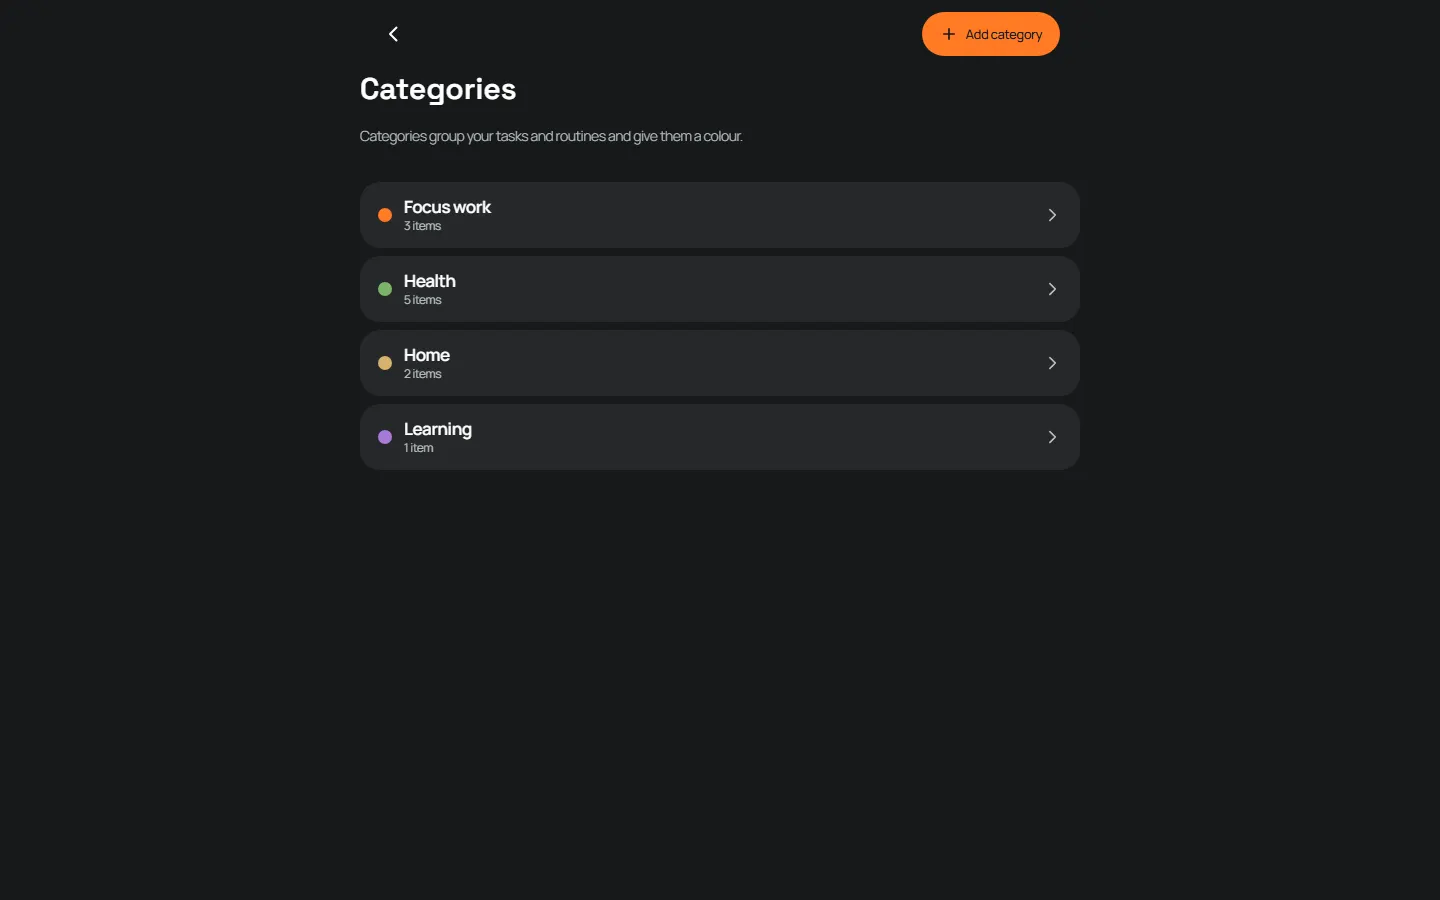 Add category
Categories
Categories group your tasks and routines and give them a colour.
Focus work
3 items
Health
5 items
Home
2 items
Learning
1 item